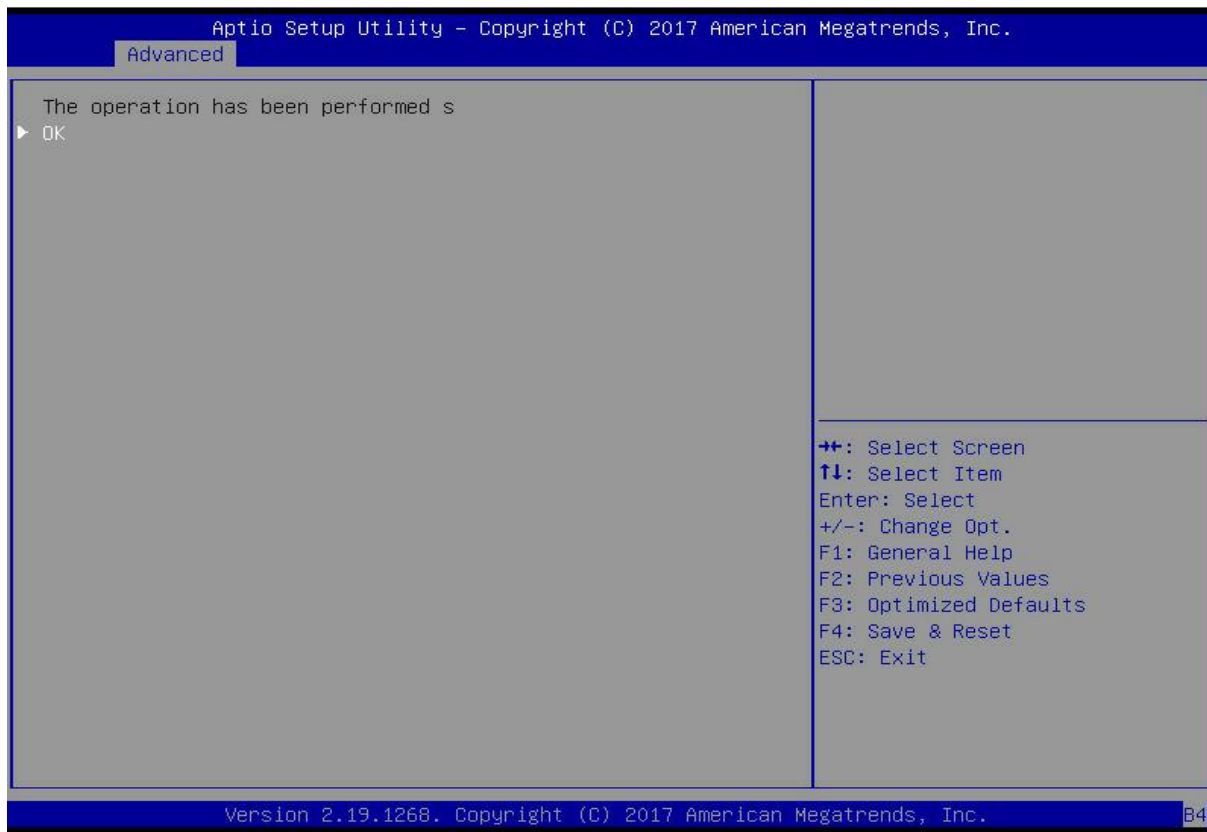 Aptio Setup Utility – Copyright (C) 2017 American Megatrends, Inc.
Advanced
The operation has been performed s
▶ OK
→←: Select Screen
↑↓: Select Item
Enter: Select
+/-: Change Opt.
F1: General Help
F2: Previous Values
F3: Optimized Defaults
F4: Save & Reset
ESC: Exit
Version 2.19.1268. Copyright (C) 2017 American Megatrends, Inc.
B4